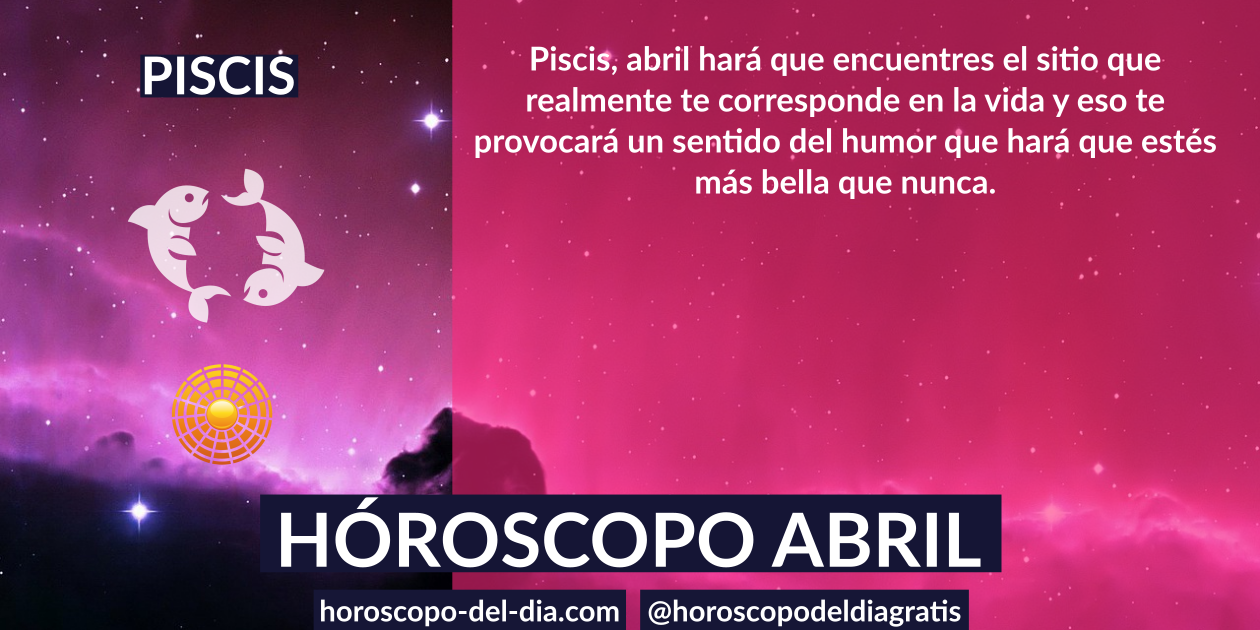 PISCIS
Piscis, abril hará que encuentres el sitio que
realmente te corresponde en la vida y eso te
provocará un sentido del humor que hará que estés
más bella que nunca.
HÓROSCOPO ABRIL
horoscopo-del-dia.com
@horoscopodeldiagratis